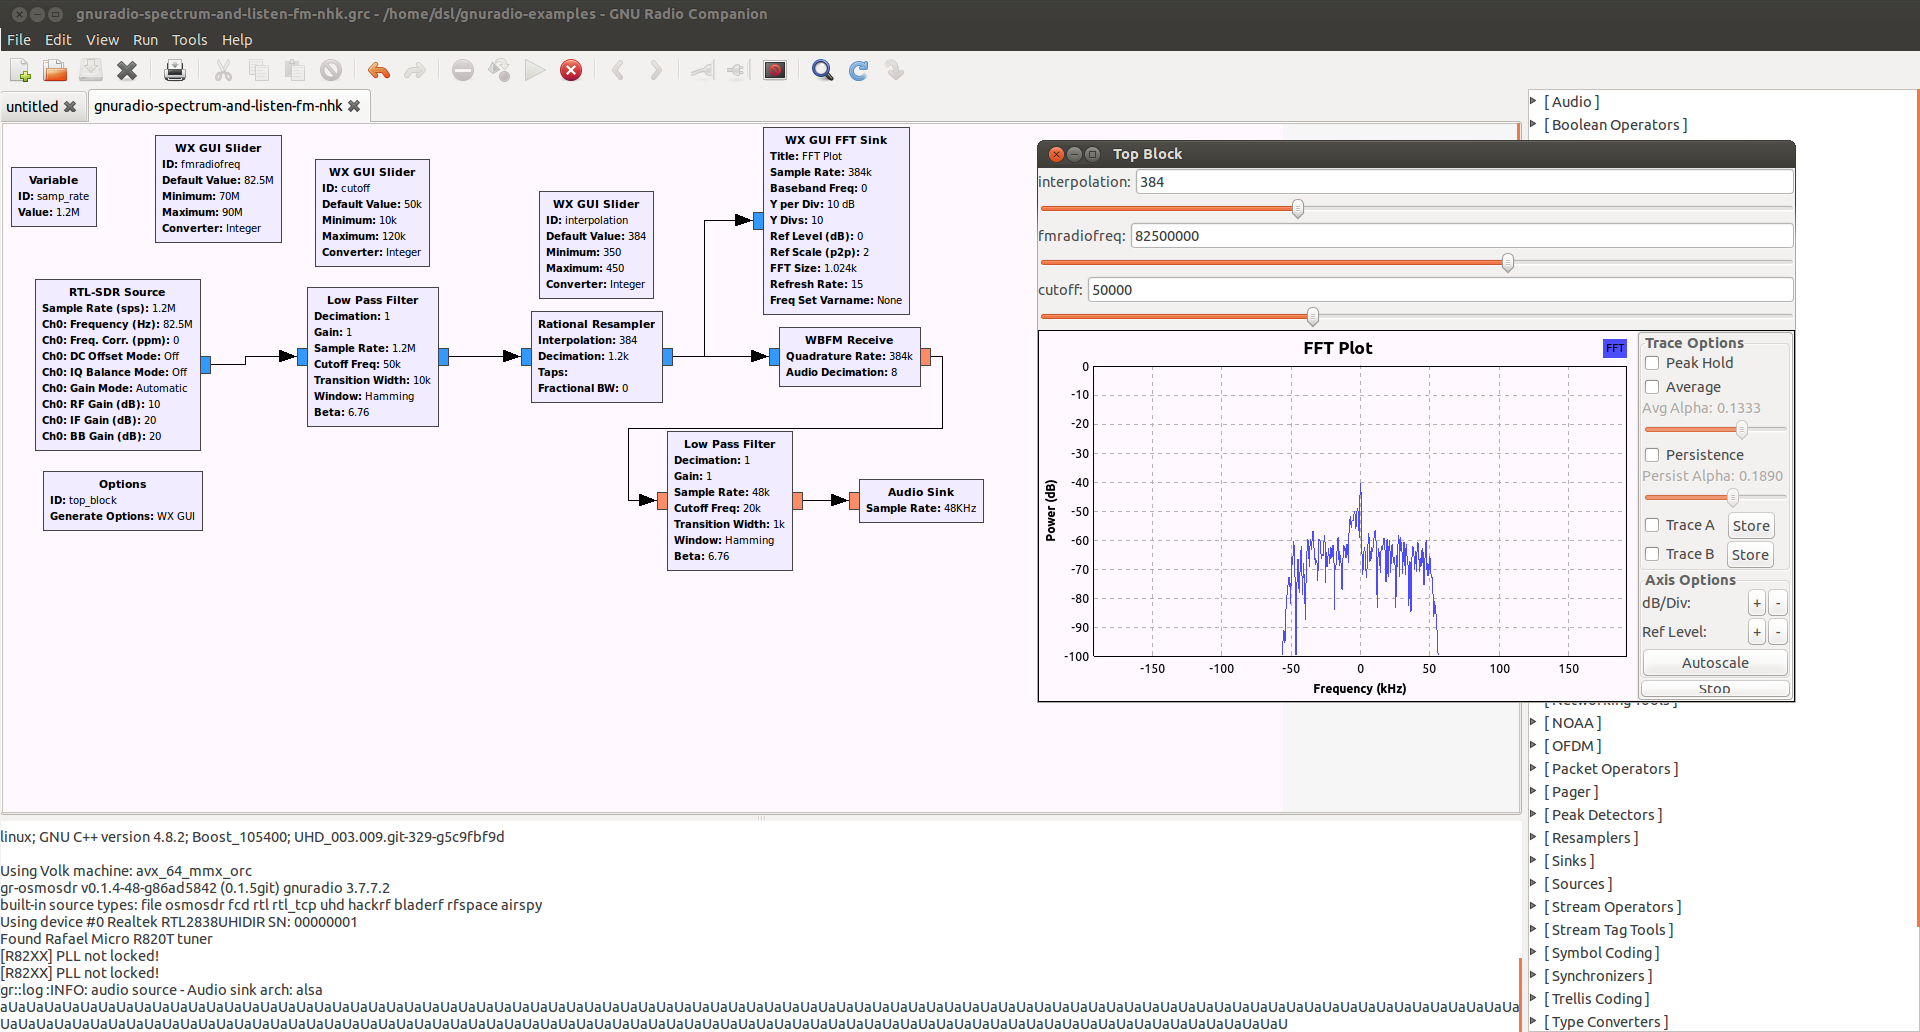 gnuradio-spectrum-and-listen-fm-nhk.grc - /home/dsl/gnuradio-examples - GNU Radio Companion
File Edit View Run Tools Help
untitled
gnuradio-spectrum-and-listen-fm-nhk
Variable
ID: samp_rate
Value: 1.2M
WX GUI Slider
ID: fmradiofreq
Default Value: 82.5M
Minimum: 70M
Maximum: 90M
Converter: Integer
WX GUI Slider
ID: cutoff
Default Value: 50k
Minimum: 10k
Maximum: 120k
Converter: Integer
WX GUI Slider
ID: interpolation
Default Value: 384
Minimum: 350
Maximum: 450
Converter: Integer
WX GUI FFT Sink
Title: FFT Plot
Sample Rate: 384k
Baseband Freq: 0
Y per Div: 10 dB
Y Divs: 10
Ref Level (dB): 0
Ref Scale (p2p): 2
FFT Size: 1.024k
Refresh Rate: 15
Freq Set Varname: None
RTL-SDR Source
Sample Rate (sps): 1.2M
Ch0: Frequency (Hz): 82.5M
Ch0: Freq. Corr. (ppm): 0
Ch0: DC Offset Mode: Off
Ch0: IQ Balance Mode: Off
Ch0: Gain Mode: Automatic
Ch0: RF Gain (dB): 10
Ch0: IF Gain (dB): 20
Ch0: BB Gain (dB): 20
Low Pass Filter
Decimation: 1
Gain: 1
Sample Rate: 1.2M
Cutoff Freq: 50k
Transition Width: 10k
Window: Hamming
Beta: 6.76
Rational Resampler
Interpolation: 384
Decimation: 1.2k
Taps:
Fractional BW: 0
WBFM Receive
Quadrature Rate: 384k
Audio Decimation: 8
Low Pass Filter
Decimation: 1
Gain: 1
Sample Rate: 48k
Cutoff Freq: 20k
Transition Width: 1k
Window: Hamming
Beta: 6.76
Audio Sink
Sample Rate: 48KHz
Options
ID: top_block
Generate Options: WX GUI
Top Block
interpolation: 384
fmradiofreq: 82500000
cutoff: 50000
FFT Plot
FFT
Power (dB)
0
-10
-20
-30
-40
-50
-60
-70
-80
-90
-100
-150 -100 -50 0 50 100 150
Frequency (kHz)
Trace Options
Peak Hold
Average
Avg Alpha: 0.1333
Persistence
Persist Alpha: 0.1890
Trace A Store
Trace B Store
Axis Options
dB/Div: + -
Ref Level: + -
Autoscale
Stop
[ Audio ]
[ Boolean Operators ]
[ Networking Tools ]
[ NOAA ]
[ OFDM ]
[ Packet Operators ]
[ Pager ]
[ Peak Detectors ]
[ Resamplers ]
[ Sinks ]
[ Sources ]
[ Stream Operators ]
[ Stream Tag Tools ]
[ Symbol Coding ]
[ Synchronizers ]
[ Trellis Coding ]
[ Type Converters ]
linux; GNU C++ version 4.8.2; Boost_105400; UHD_003.009.git-329-g5c9fbf9d
Using Volk machine: avx_64_mmx_orc
gr-osmosdr v0.1.4-48-g86ad5842 (0.1.5git) gnuradio 3.7.7.2
built-in source types: file osmosdr fcd rtl rtl_tcp uhd hackrf bladerf rfspace airspy
Using device #0 Realtek RTL2838UHIDIR SN: 00000001
Found Rafael Micro R820T tuner
[R82XX] PLL not locked!
[R82XX] PLL not locked!
gr::log :INFO: audio source - Audio sink arch: alsa